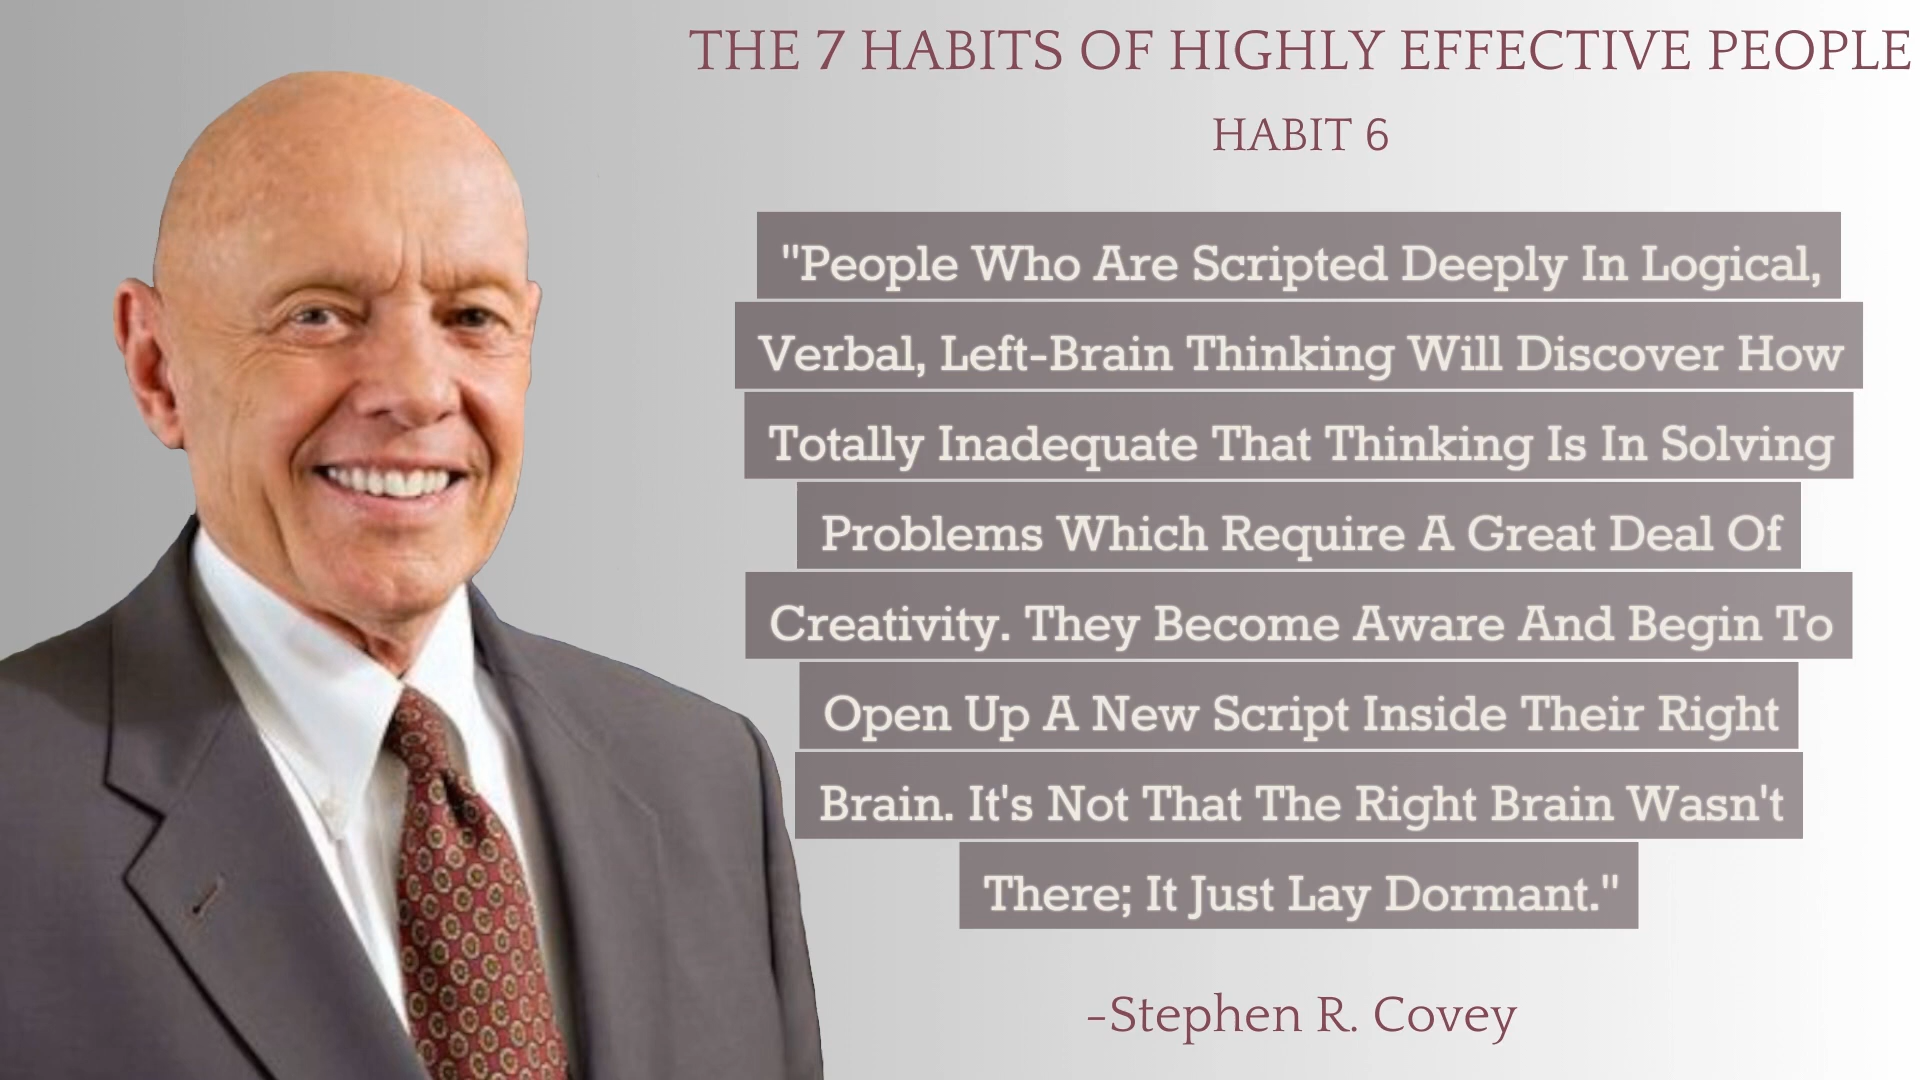 THE 7 HABITS OF HIGHLY EFFECTIVE PEOPLE
HABIT 6
"People Who Are Scripted Deeply In Logical,
Verbal, Left-Brain Thinking Will Discover How
Totally Inadequate That Thinking Is In Solving
Problems Which Require A Great Deal Of
Creativity. They Become Aware And Begin To
Open Up A New Script Inside Their Right
Brain. It's Not That The Right Brain Wasn't
There; It Just Lay Dormant."
-Stephen R. Covey